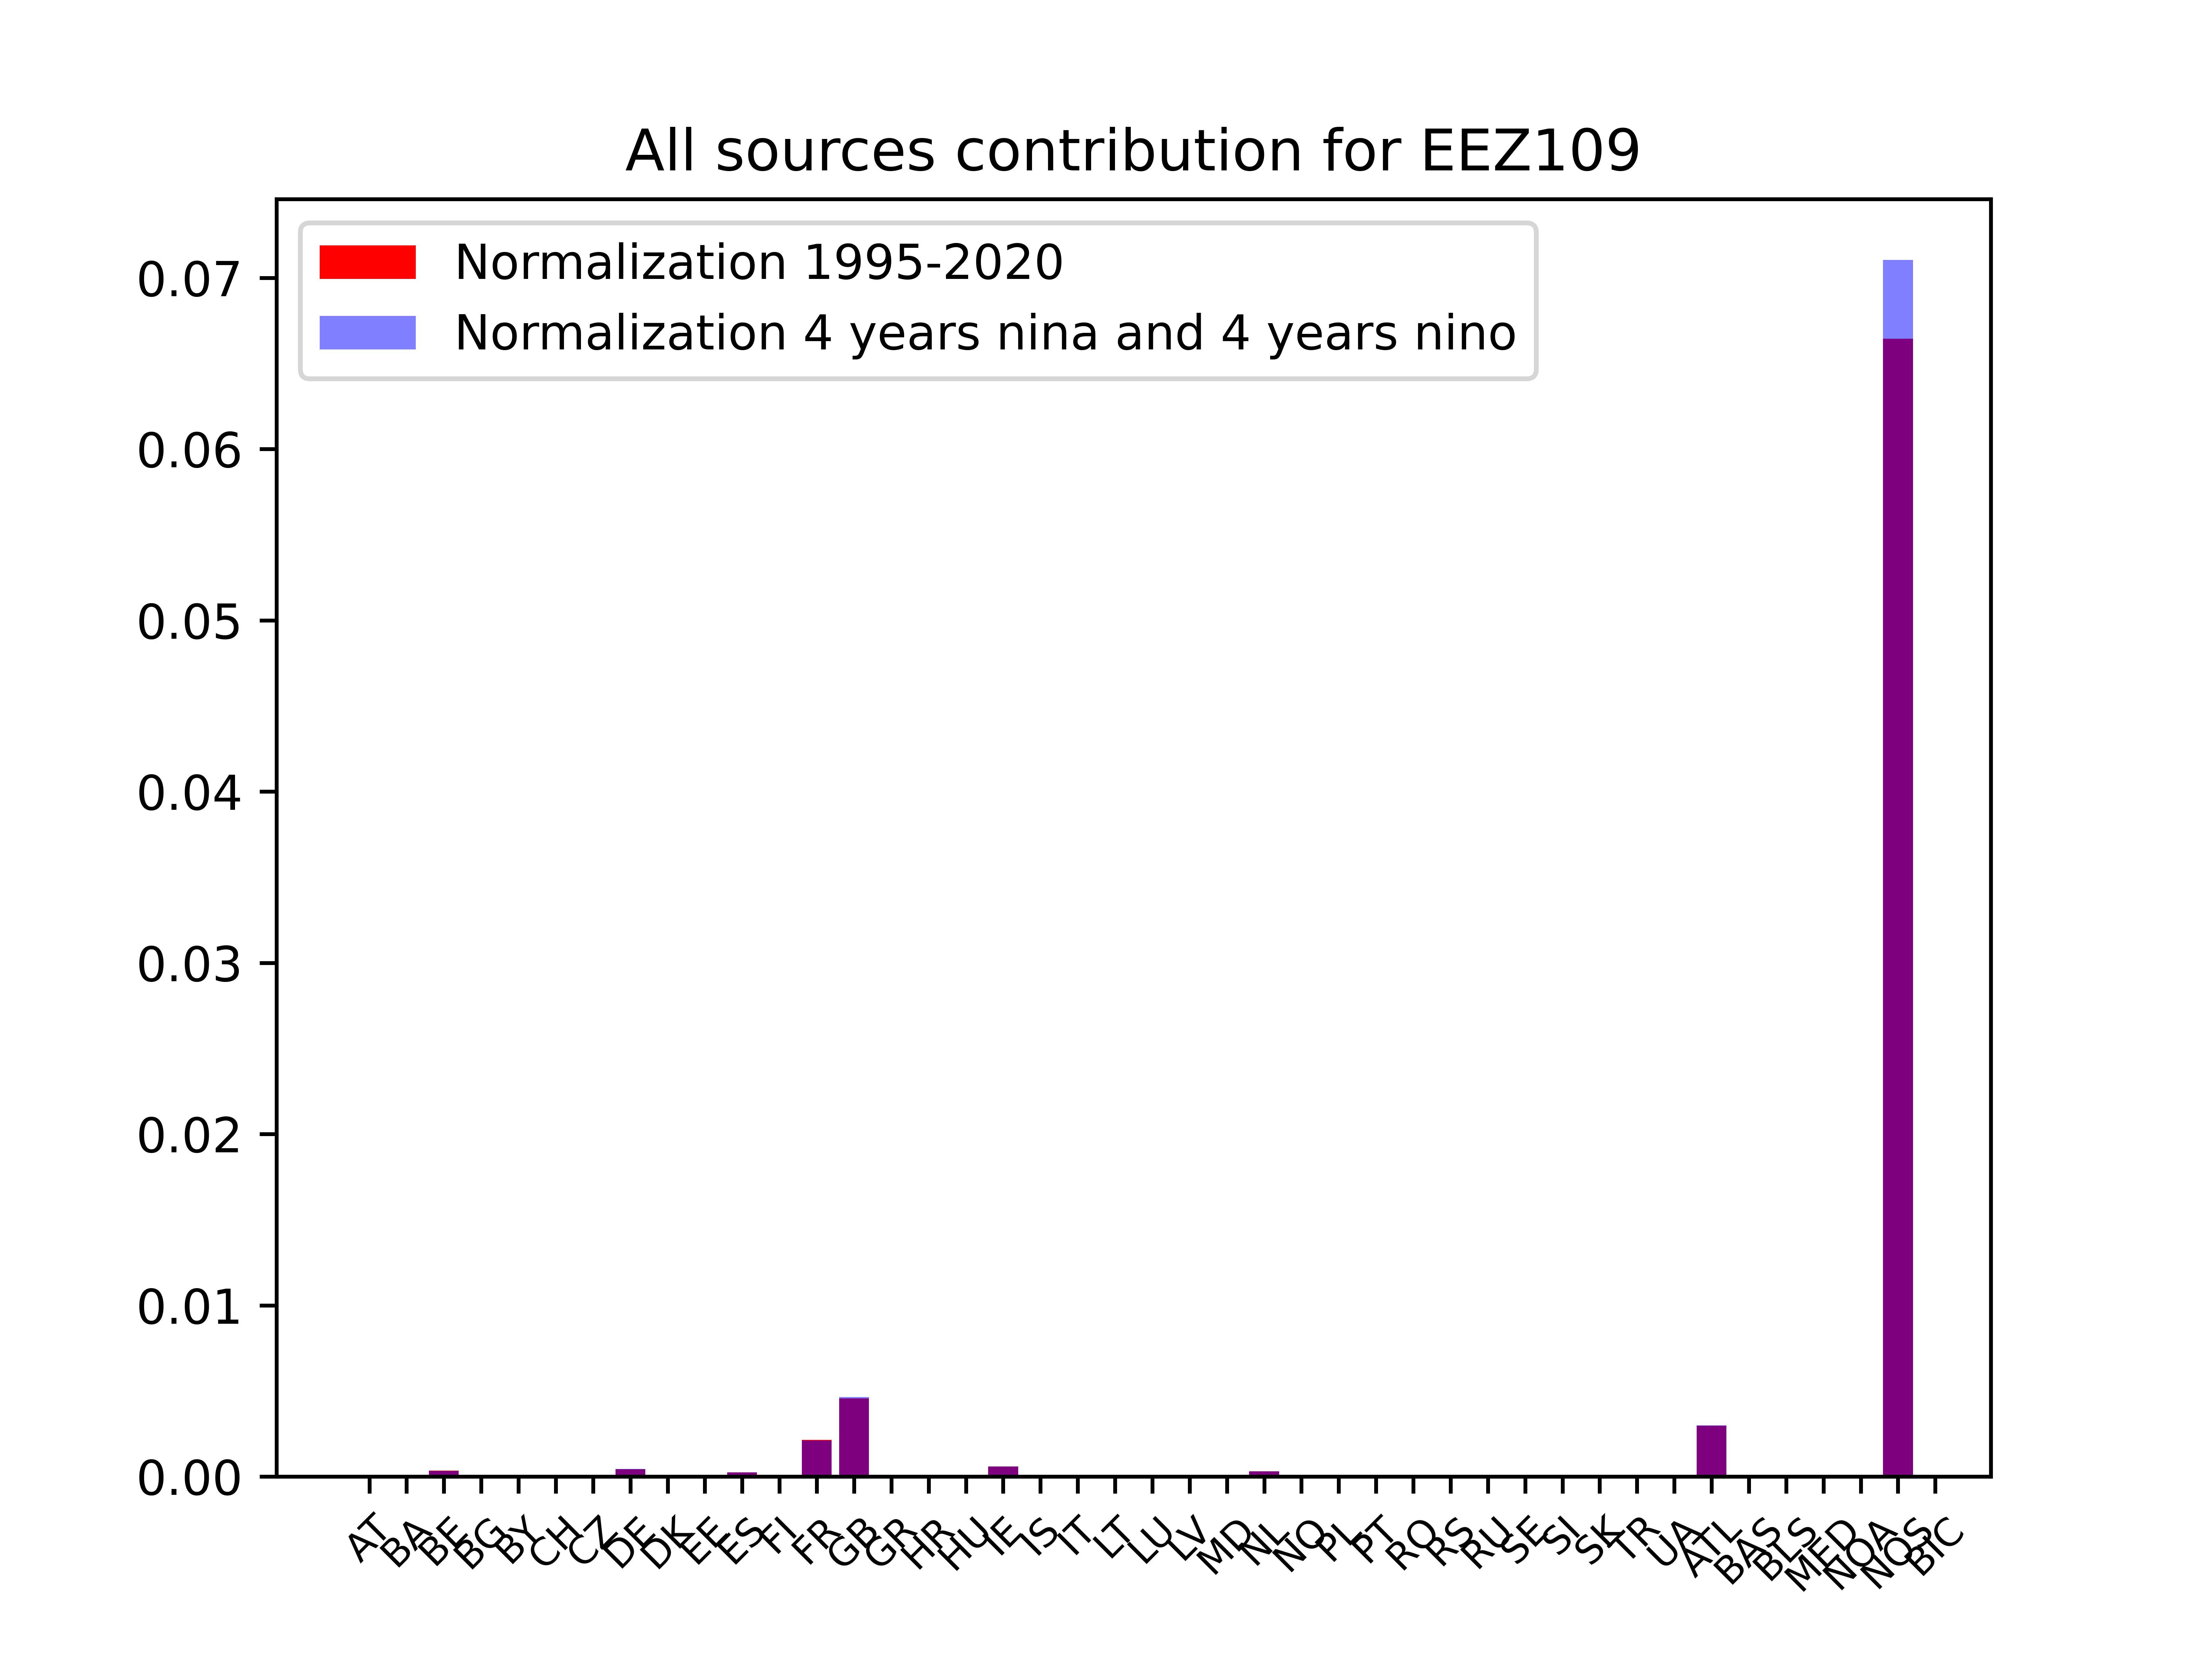 All sources contribution for EEZ109
Normalization 1995-2020
Normalization 4 years nina and 4 years nino
0.07
0.06
0.05
0.04
0.03
0.02
0.01
0.00
AT BA BE BG BY CH CZ DE DK EE ES FI FR GB GR HR HU IE IS IT LT LU LV MD NL NO PL PT RO RS RU SE SI SK TR UA ATL BAS BLS MED NOA NOS BIC